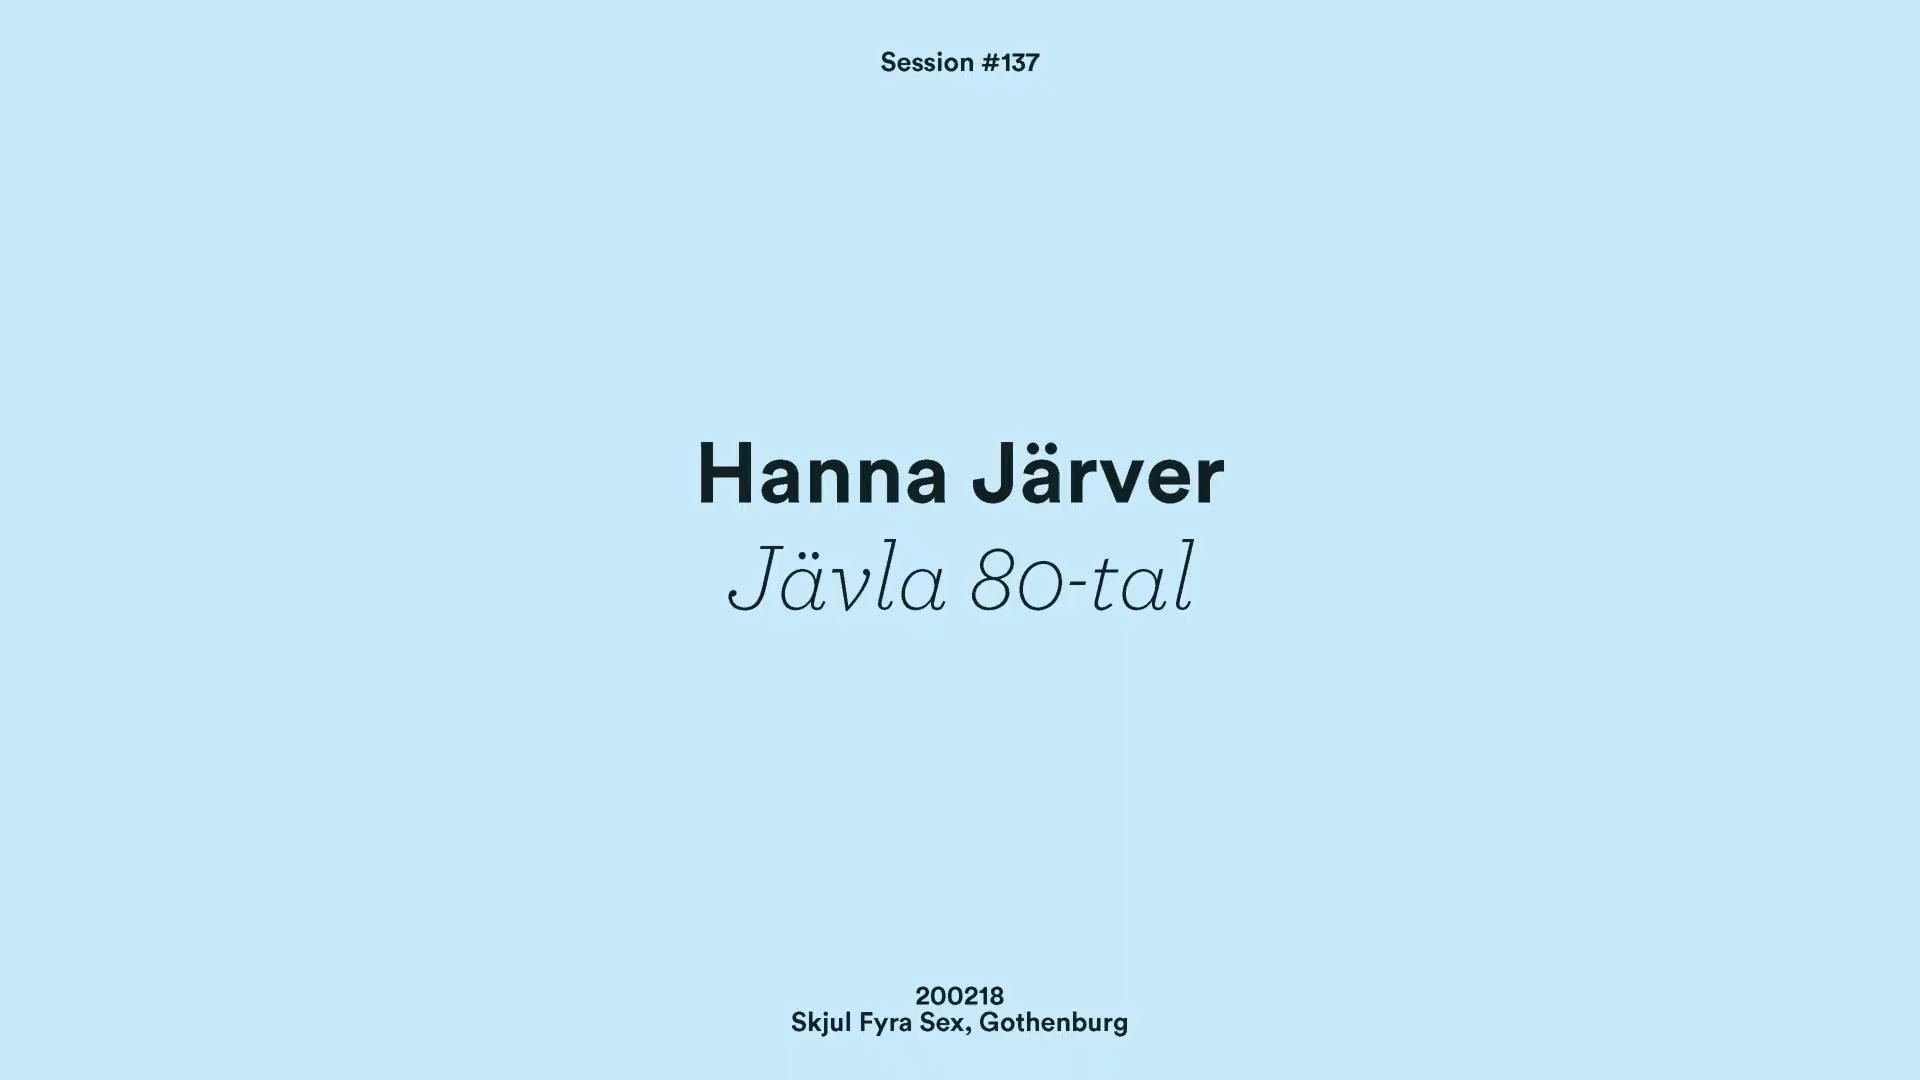 Session #137
Hanna Järver
Jävla 80-tal
200218
Skjul Fyra Sex, Gothenburg